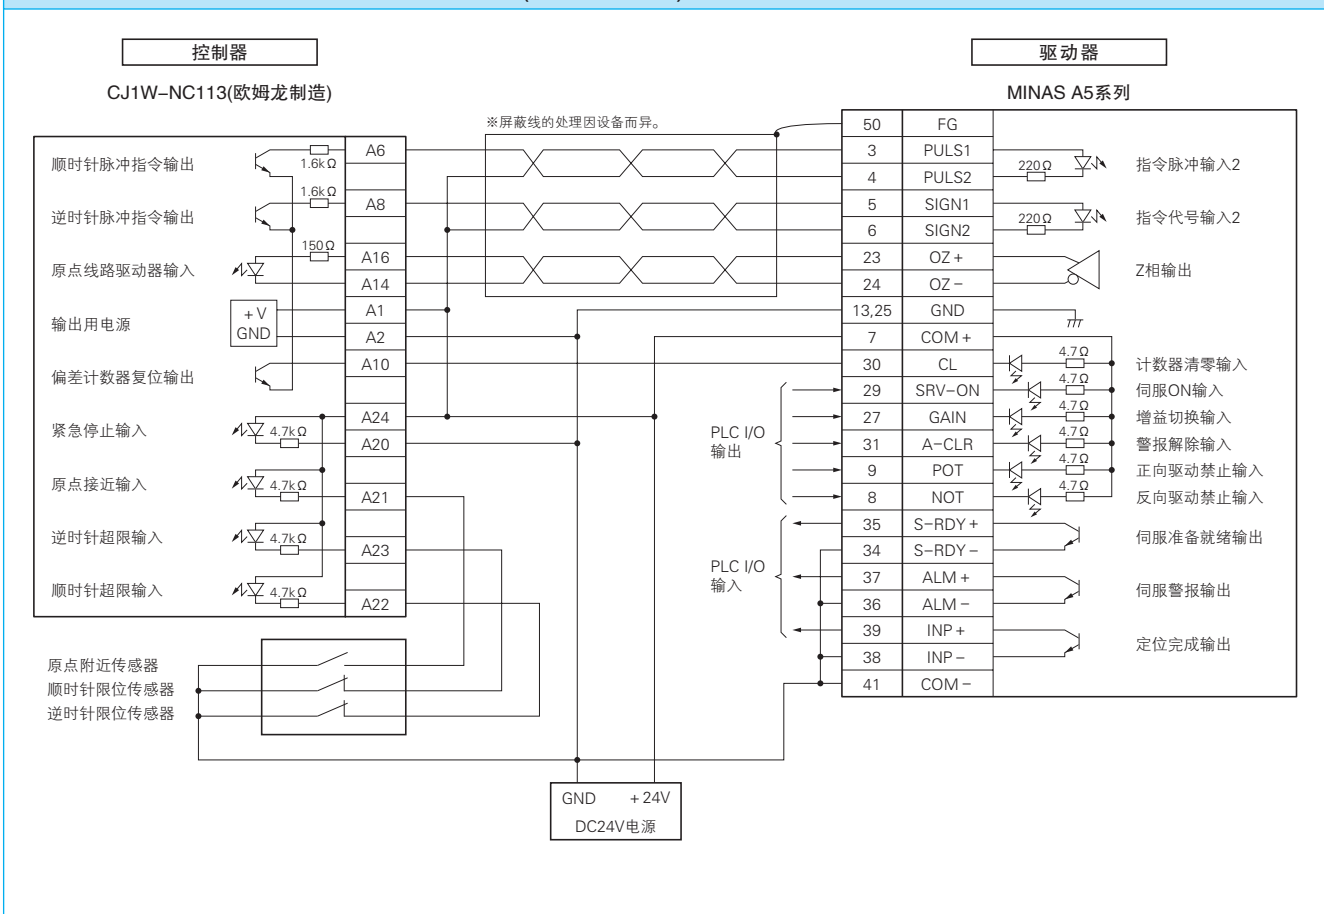 控制器
CJ1W-NC113(欧姆龙制造)
驱动器
MINAS A5系列
※屏蔽线的处理因设备而异。
顺时针脉冲指令输出
1.6kΩ
A6
逆时针脉冲指令输出
1.6kΩ
A8
原点线路驱动器输入
150Ω
A16
A14
输出用电源
+V
GND
A1
A2
偏差计数器复位输出
A10
紧急停止输入
4.7kΩ
A24
A20
原点接近输入
4.7kΩ
A21
逆时针超限输入
4.7kΩ
A23
顺时针超限输入
4.7kΩ
A22
原点附近传感器
顺时针限位传感器
逆时针限位传感器
PLC I/O
输出
PLC I/O
输入
50 FG
3 PULS1
4 PULS2
220Ω
指令脉冲输入2
5 SIGN1
6 SIGN2
220Ω
指令代号输入2
23 OZ+
24 OZ-
Z相输出
13,25 GND
7 COM+
30 CL 4.7Ω 计数器清零输入
29 SRV-ON 4.7Ω 伺服ON输入
27 GAIN 4.7Ω 增益切换输入
31 A-CLR 4.7Ω 警报解除输入
9 POT 4.7Ω 正向驱动禁止输入
8 NOT 4.7Ω 反向驱动禁止输入
35 S-RDY+
34 S-RDY-
伺服准备就绪输出
37 ALM+
36 ALM-
伺服警报输出
39 INP+
38 INP-
定位完成输出
41 COM-
GND +24V
DC24V电源